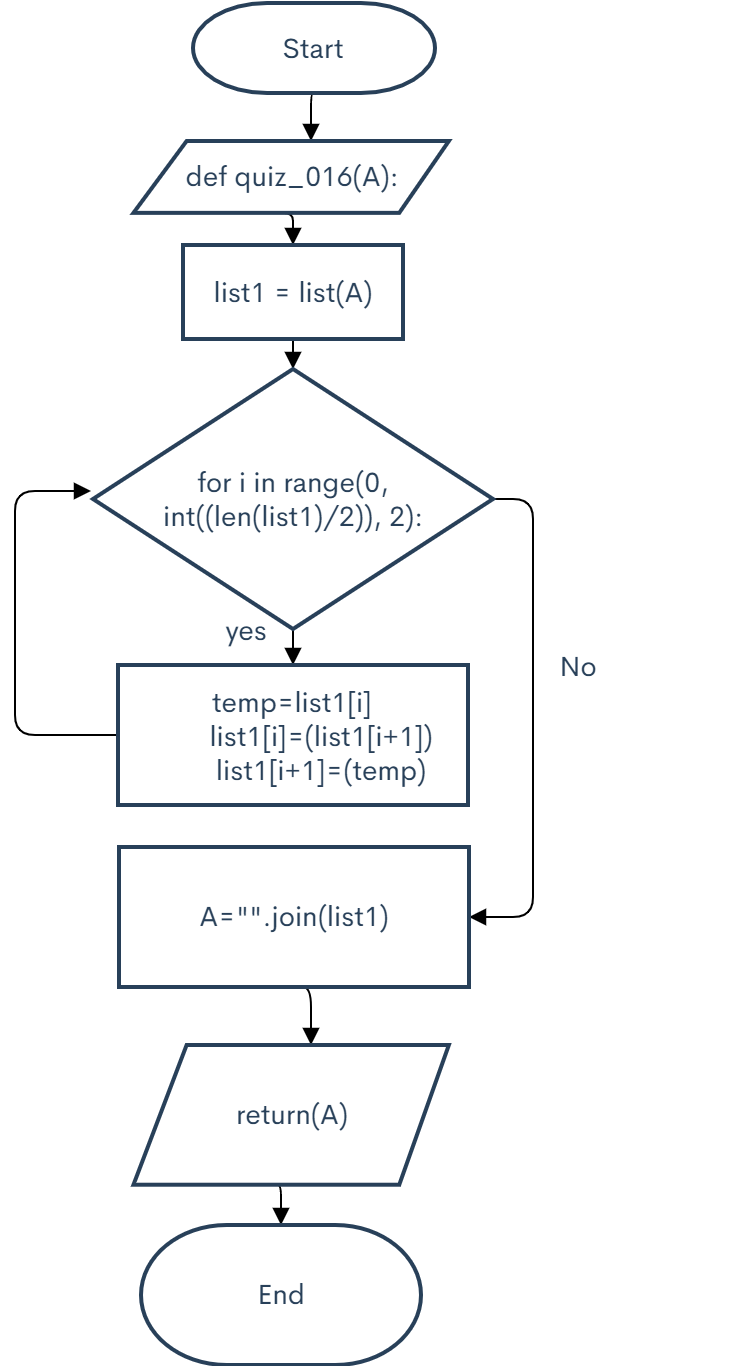 Start
def quiz_016(A):
list1 = list(A)
for i in range(0,
int((len(list1)/2)), 2):
yes
No
temp=list1[i]
list1[i]=(list1[i+1])
list1[i+1]=(temp)
A="".join(list1)
return(A)
End